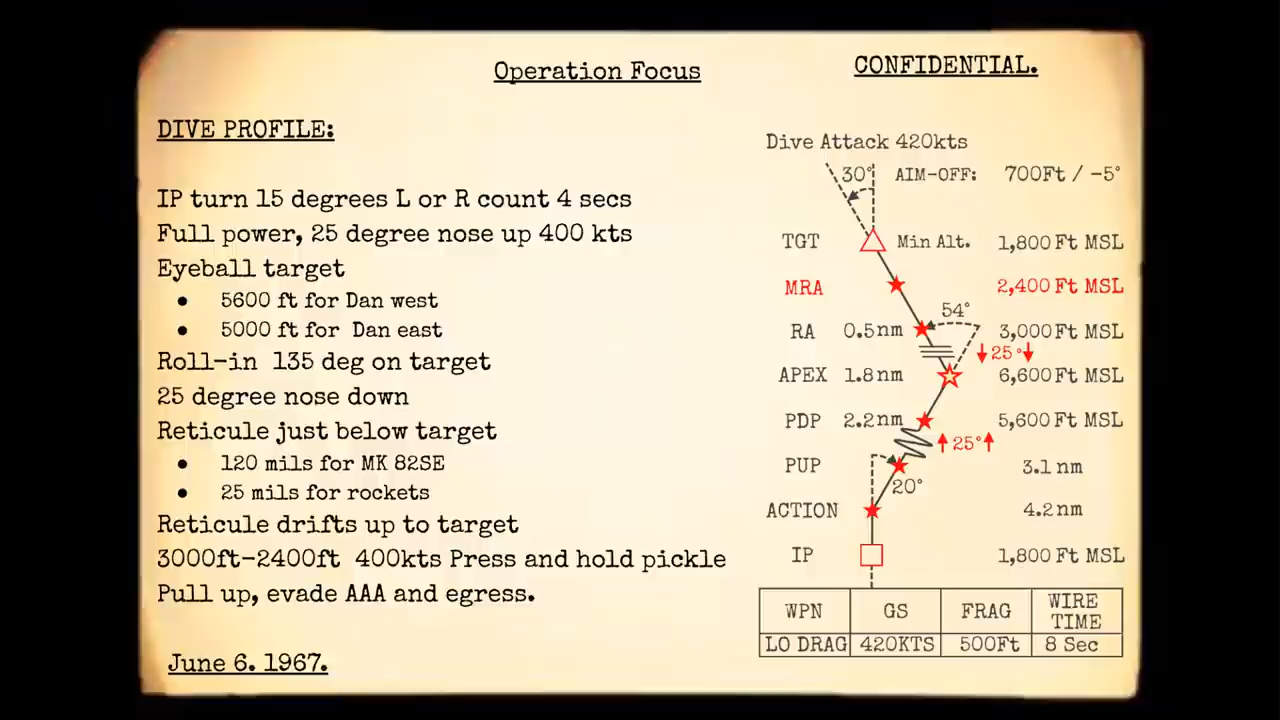 Operation Focus
CONFIDENTIAL.
DIVE PROFILE:
IP turn 15 degrees L or R count 4 secs
Full power, 25 degree nose up 400 kts
Eyeball target
• 5600 ft for Dan west
• 5000 ft for Dan east
Roll-in 135 deg on target
25 degree nose down
Reticule just below target
• 120 mils for MK 82SE
• 25 mils for rockets
Reticule drifts up to target
3000ft-2400ft 400kts Press and hold pickle
Pull up, evade AAA and egress.
June 6. 1967.
Dive Attack 420kts
30° AIM-OFF: 700Ft / -5°
TGT Min Alt. 1,800 Ft MSL
MRA 2,400 Ft MSL
54°
RA 0.5nm 3,000Ft MSL
25°
APEX 1.8nm 6,600Ft MSL
PDP 2.2nm 5,600Ft MSL
25°
PUP 3.1 nm
20°
ACTION 4.2nm
IP 1,800 Ft MSL
WPN GS FRAG WIRE TIME
LO DRAG 420KTS 500Ft 8 Sec